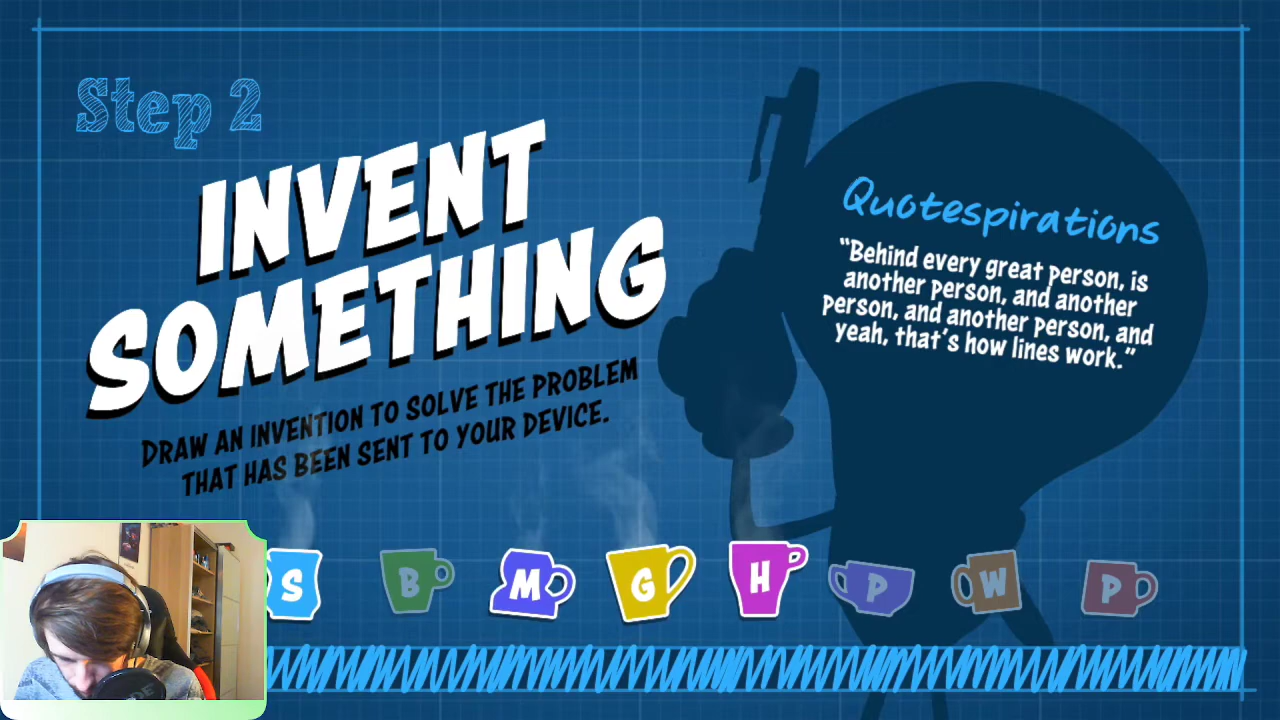 Step 2
INVENT
SOMETHING
DRAW AN INVENTION TO SOLVE THE PROBLEM
THAT HAS BEEN SENT TO YOUR DEVICE.
Quotespirations
“Behind every great person, is
another person, and another
person, and another person, and
yeah, that's how lines work.”
S B M G H P W P